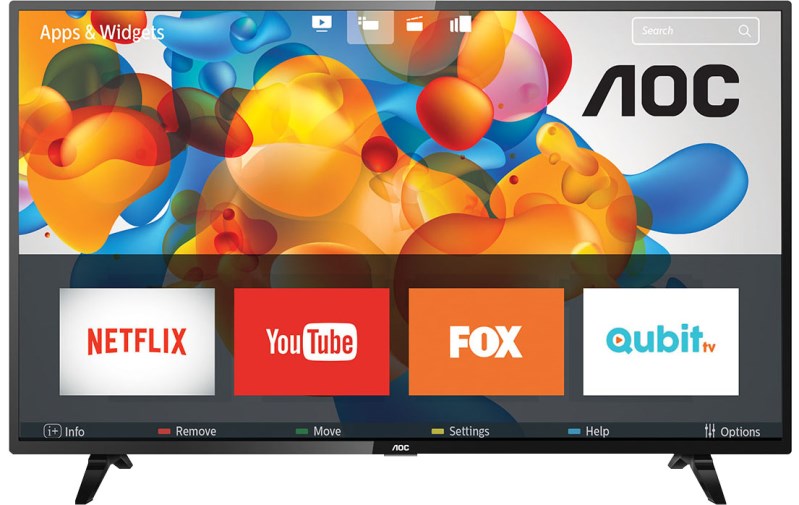 Apps & Widgets
Search
AOC
NETFLIX
YouTube
FOX
Qubit tv
i+ Info
Remove
Move
Settings
Help
Options
AOC